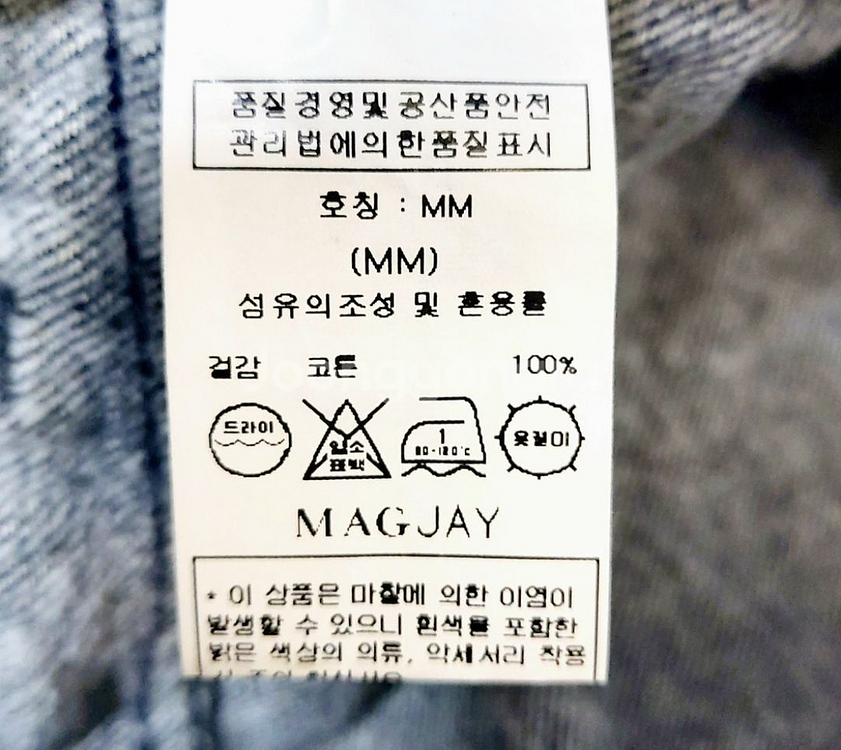 품질경영및공산품안전
관리법에의한품질표시
호칭 : MM
(MM)
섬유의조성 및 혼용률
겉감 코튼 100%
드라이
염소
표백
1
80-120℃
옷걸이
MAGJAY
* 이 상품은 마찰에 의한 이염이
발생할 수 있으니 흰색을 포함한
밝은 색상의 의류, 악세서리 착용